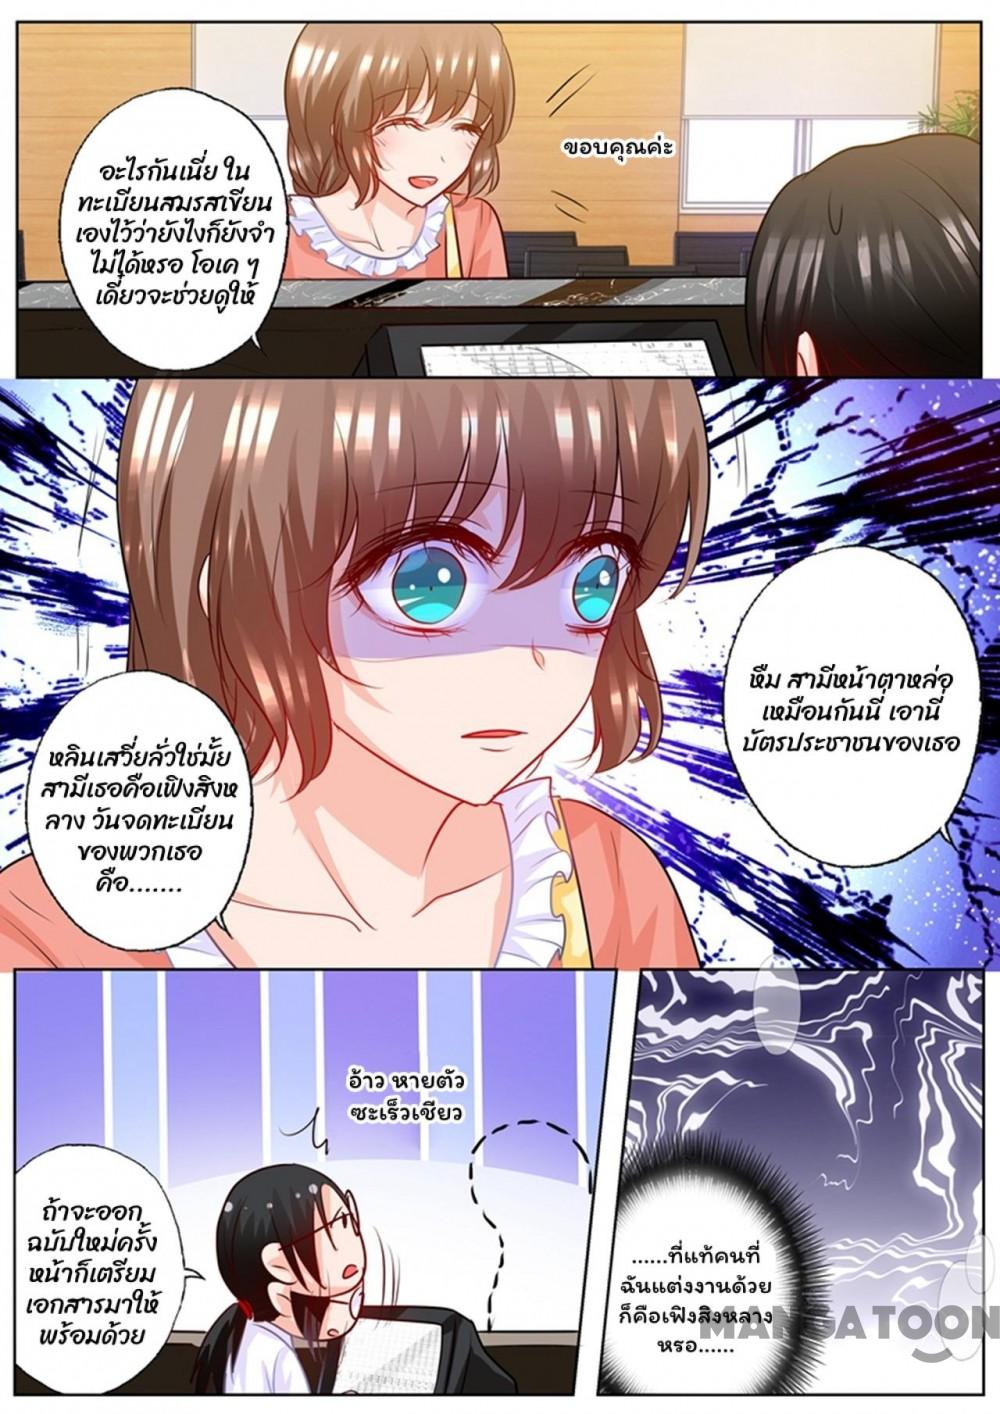 อะไรกันเนี่ย ใน
ทะเบียนสมรสเขียน
เองไว้ว่ายังไงก็ยังจำ
ไม่ได้หรอ โอเค ๆ
เดี๋ยวจะช่วยดูให้
ขอบคุณค่ะ
หืม สามีหน้าตาหล่อ
เหมือนกันนี่ เอานี่
บัตรประชาชนของเธอ
หลินเสวี่ยลั่วใช่มั้ย
สามีเธอคือเฟิงสิงห
ลาง วันจดทะเบียน
ของพวกเธอ
คือ.......
อ้าว หายตัว
ซะเร็วเชียว
ถ้าจะออก
ฉบับใหม่ครั้ง
หน้าก็เตรียม
เอกสารมาให้
พร้อมด้วย
......ที่แท้คนที่
ฉันแต่งงานด้วย
ก็คือเฟิงสิงหลาง
หรอ......
MANGATOON